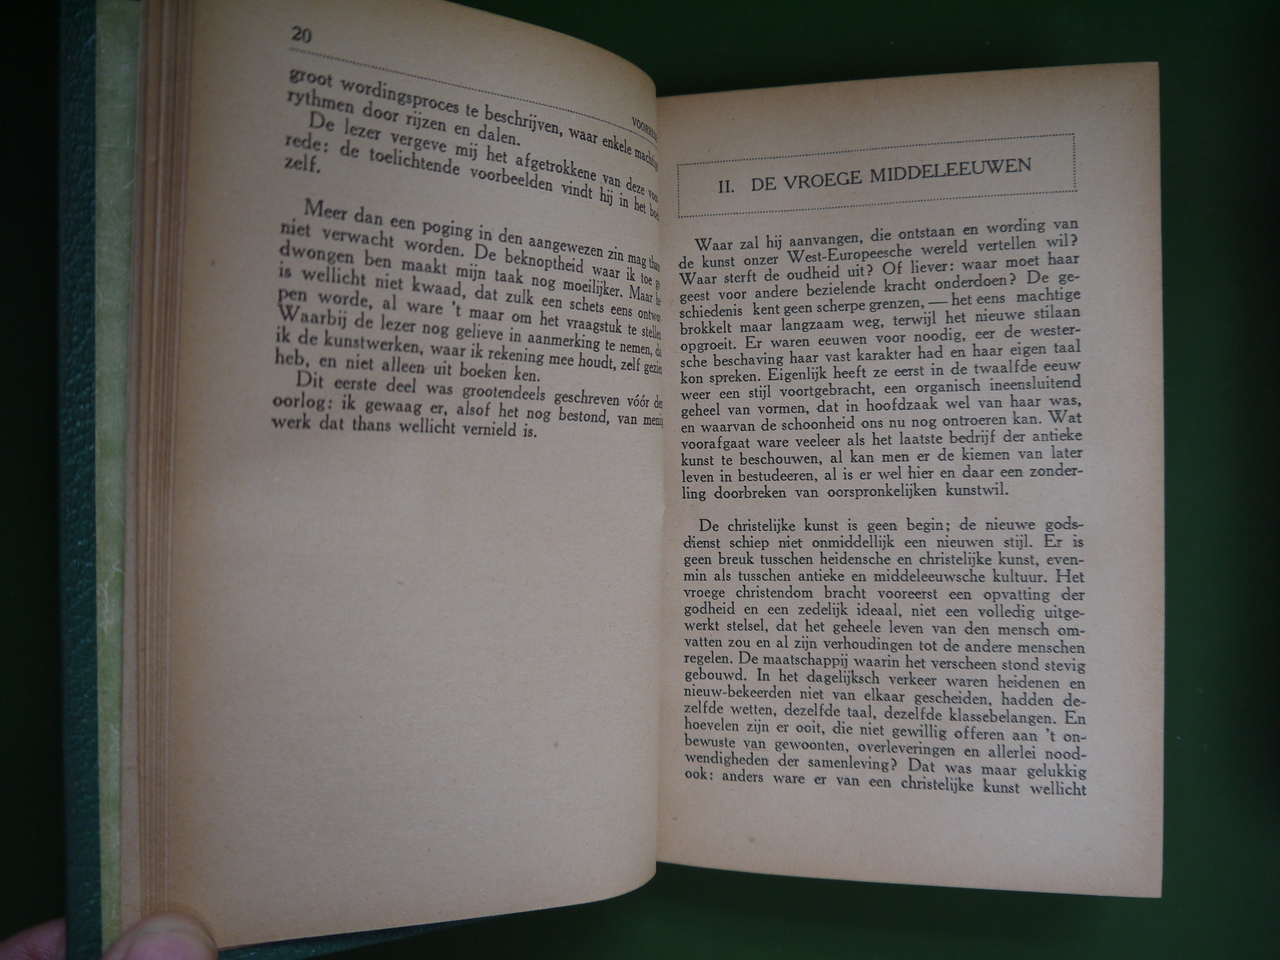 20
groot wordingsproces te beschrijven, waar enkele machtige
rythmen door rijzen en dalen.
De lezer vergeve mij het afgetrokkene van deze voor
rede: de toelichtende voorbeelden vindt hij in het boek
zelf.
Meer dan een poging in den aangewezen zin mag thans
niet verwacht worden. De beknoptheid waar ik toe ge
dwongen ben maakt mijn taak nog moeilijker. Maar het
is wellicht niet kwaad, dat zulk een schets eens ontwor
pen worde, al ware 't maar om het vraagstuk te stellen
Waarbij de lezer nog gelieve in aanmerking te nemen, dat
ik de kunstwerken, waar ik rekening mee houdt, zelf gezien
heb, en niet alleen uit boeken ken.
Dit eerste deel was grootendeels geschreven vóór den
oorlog: ik gewaag er, alsof het nog bestond, van menig
werk dat thans wellicht vernield is.
II. DE VROEGE MIDDELEEUWEN
Waar zal hij aanvangen, die ontstaan en wording van
de kunst onzer West-Europeesche wereld vertellen wil?
Waar sterft de oudheid uit? Of liever: waar moet haar
geest voor andere bezielende kracht onderdoen? De ge-
schiedenis kent geen scherpe grenzen, — het eens machtige
brokkelt maar langzaam weg, terwijl het nieuwe stilaan
opgroeit. Er waren eeuwen voor noodig, eer de wester-
sche beschaving haar vast karakter had en haar eigen taal
kon spreken. Eigenlijk heeft ze eerst in de twaalfde eeuw
weer een stijl voortgebracht, een organisch ineensluitend
geheel van vormen, dat in hoofdzaak wel van haar was,
en waarvan de schoonheid ons nu nog ontroeren kan. Wat
voorafgaat ware veeleer als het laatste bedrijf der antieke
kunst te beschouwen, al kan men er de kiemen van later
leven in bestudeeren, al is er wel hier en daar een zonder-
ling doorbreken van oorspronkelijken kunstwil.
De christelijke kunst is geen begin; de nieuwe gods-
dienst schiep niet onmiddellijk een nieuwen stijl. Er is
geen breuk tusschen heidensche en christelijke kunst, even-
min als tusschen antieke en middeleeuwsche kultuur. Het
vroege christendom bracht vooreerst een opvatting der
godheid en een zedelijk ideaal, niet een volledig uitge-
werkt stelsel, dat het geheele leven van den mensch om-
vatten zou en al zijn verhoudingen tot de andere menschen
regelen. De maatschappij waarin het verscheen stond stevig
gebouwd. In het dagelijksch verkeer waren heidenen en
nieuw-bekeerden niet van elkaar gescheiden, hadden de-
zelfde wetten, dezelfde taal, dezelfde klassebelangen. En
hoevelen zijn er ooit, die niet gewillig offeren aan 't on-
bewuste van gewoonten, overleveringen en allerlei nood-
wendigheden der samenleving? Dat was maar gelukkig
ook: anders ware er van een christelijke kunst wellicht